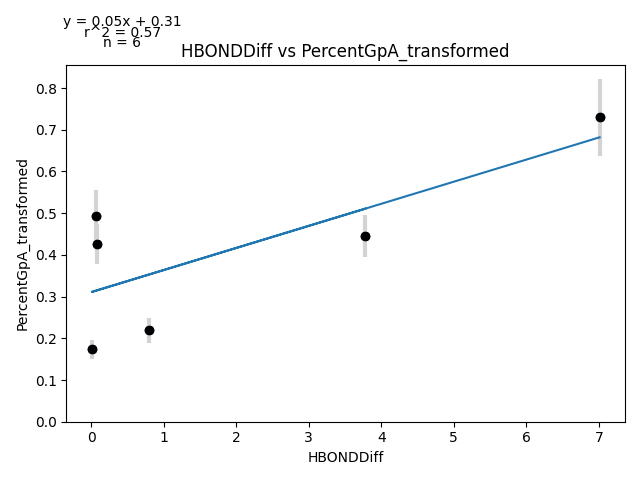 y = 0.05x + 0.31
r^2 = 0.57
n = 6
HBONDDiff vs PercentGpA_transformed
PercentGpA_transformed
0.8
0.7
0.6
0.5
0.4
0.3
0.2
0.1
0.0
0 1 2 3 4 5 6 7
HBONDDiff